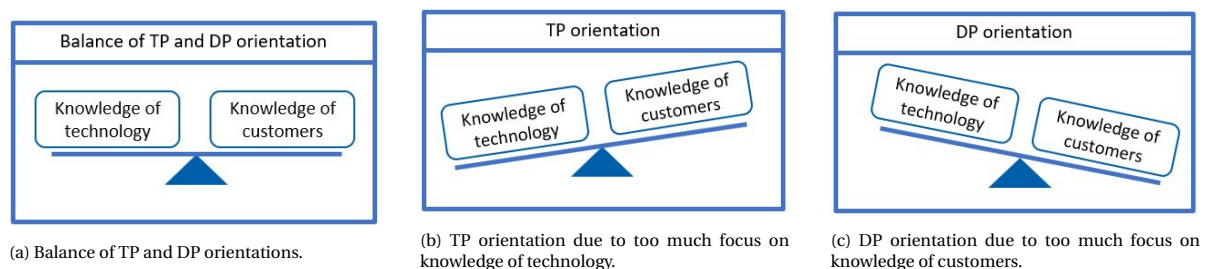 Balance of TP and DP orientation
Knowledge of
technology
Knowledge of
customers
(a) Balance of TP and DP orientations.
TP orientation
Knowledge of
technology
Knowledge of
customers
(b) TP orientation due to too much focus on
knowledge of technology.
DP orientation
Knowledge of
technology
Knowledge of
customers
(c) DP orientation due to too much focus on
knowledge of customers.